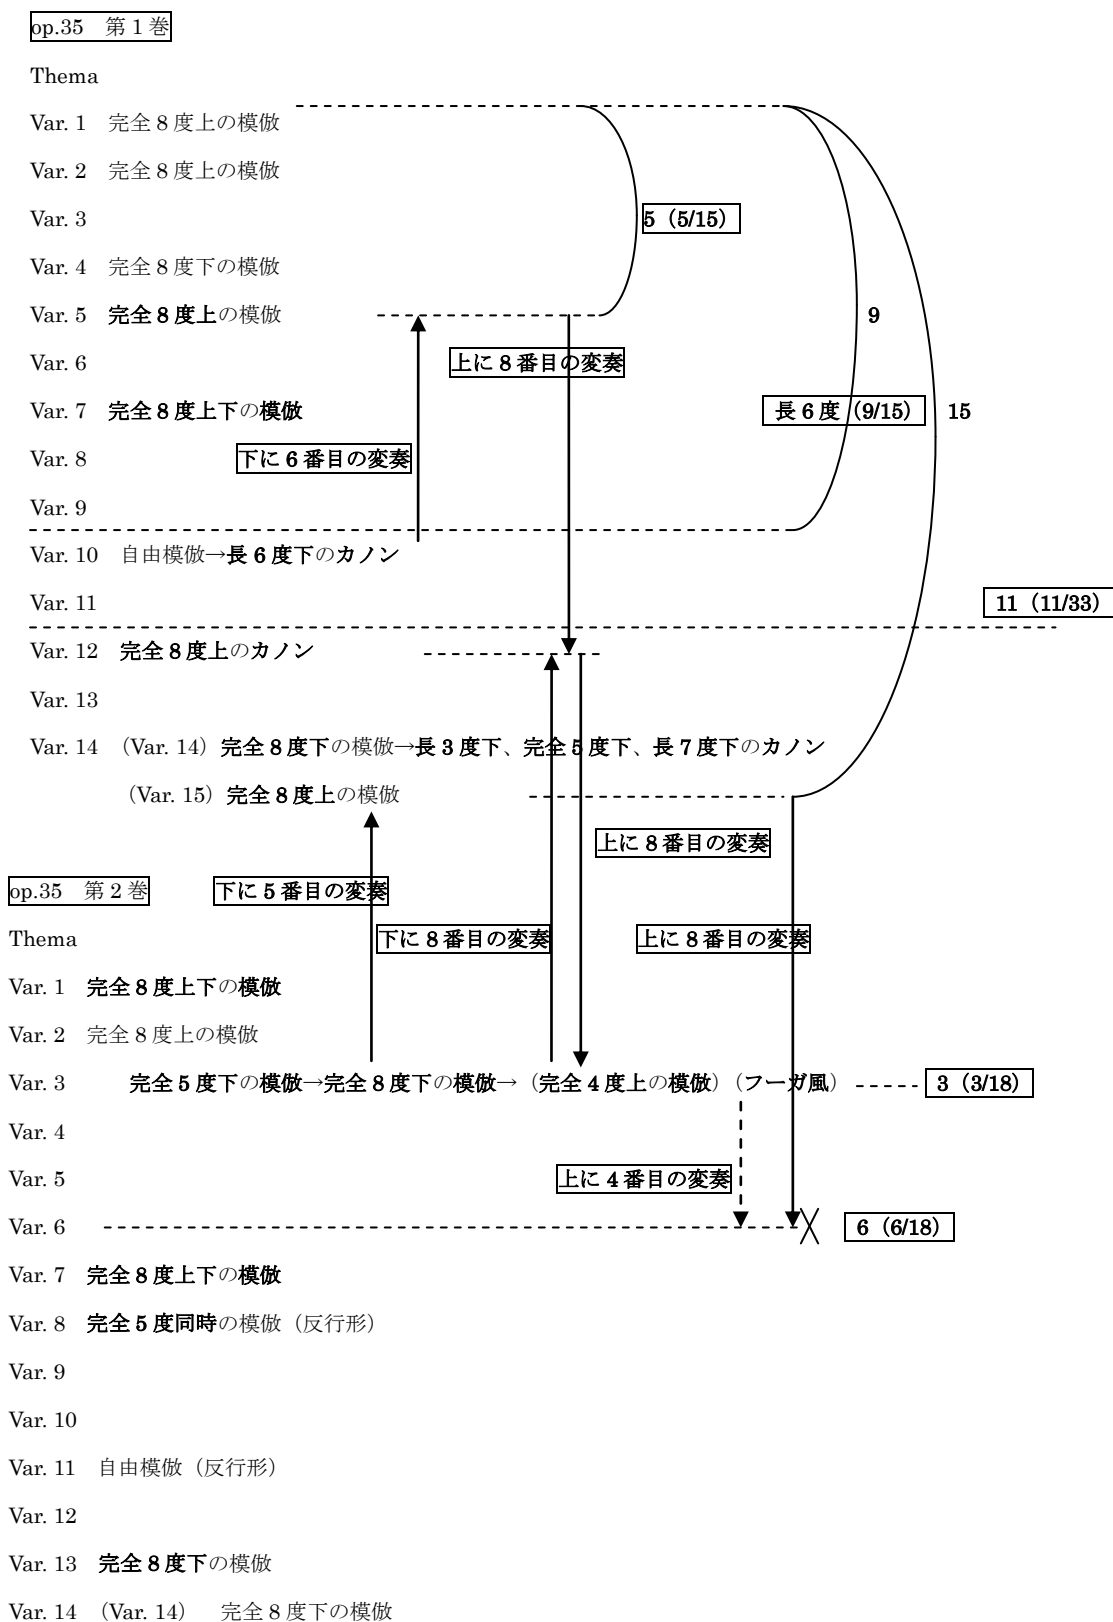 op.35　第1巻
Thema
Var. 1　完全8度上の模倣
Var. 2　完全8度上の模倣
Var. 3
5（5/15）
Var. 4　完全8度下の模倣
Var. 5　完全8度上の模倣
9
Var. 6
上に8番目の変奏
Var. 7　完全8度上下の模倣
長6度（9/15）
15
Var. 8
下に6番目の変奏
Var. 9
Var. 10　自由模倣→長6度下のカノン
Var. 11
11（11/33）
Var. 12　完全8度上のカノン
Var. 13
Var. 14　（Var. 14）完全8度下の模倣→長3度下、完全5度下、長7度下のカノン
（Var. 15）完全8度上の模倣
上に8番目の変奏
op.35　第2巻
下に5番目の変奏
Thema
下に8番目の変奏
上に8番目の変奏
Var. 1　完全8度上下の模倣
Var. 2　完全8度上の模倣
Var. 3　完全5度下の模倣→完全8度下の模倣→（完全4度上の模倣）（フーガ風）
3（3/18）
Var. 4
Var. 5
上に4番目の変奏
Var. 6
6（6/18）
Var. 7　完全8度上下の模倣
Var. 8　完全5度同時の模倣（反行形）
Var. 9
Var. 10
Var. 11　自由模倣（反行形）
Var. 12
Var. 13　完全8度下の模倣
Var. 14　（Var. 14）　完全8度下の模倣